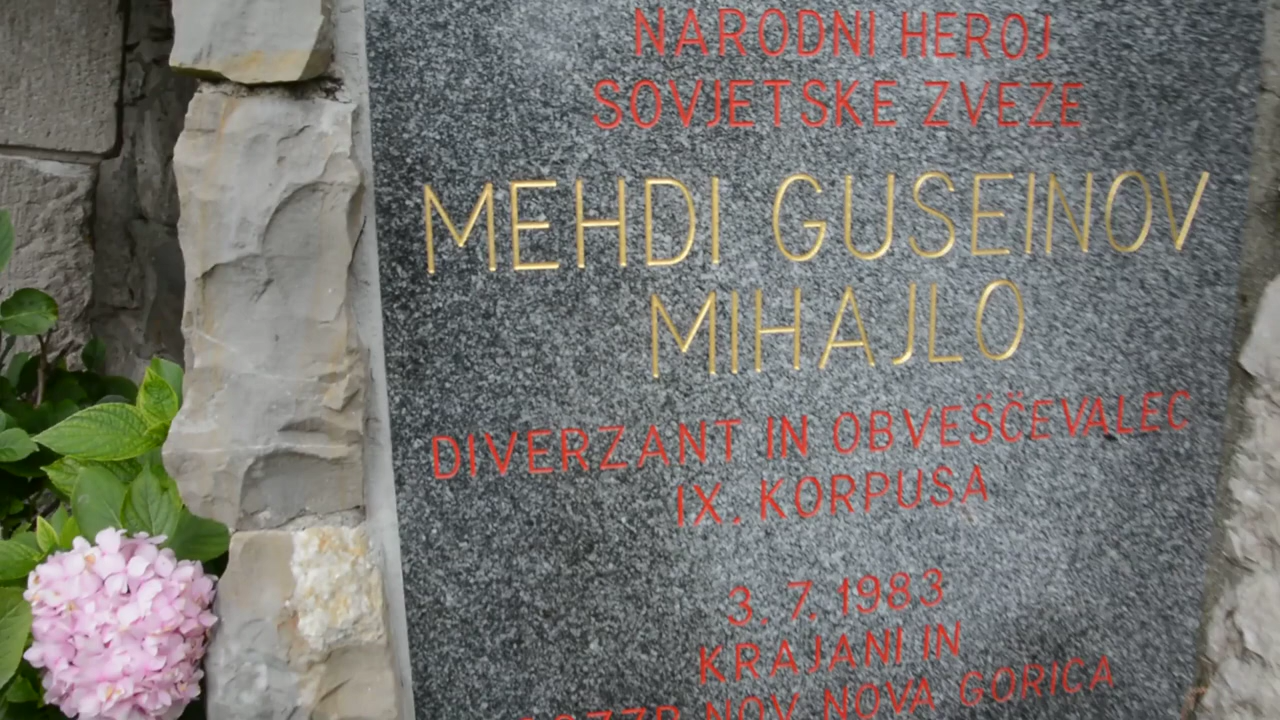 NARODNI HEROJ
SOVJETSKE ZVEZE
MEHDI GUSEINOV
MIHAJLO
DIVERZANT IN OBVEŠČEVALEC
IX. KORPUSA
3. 7. 1983
KRAJANI IN
NOV NOVA GORICA